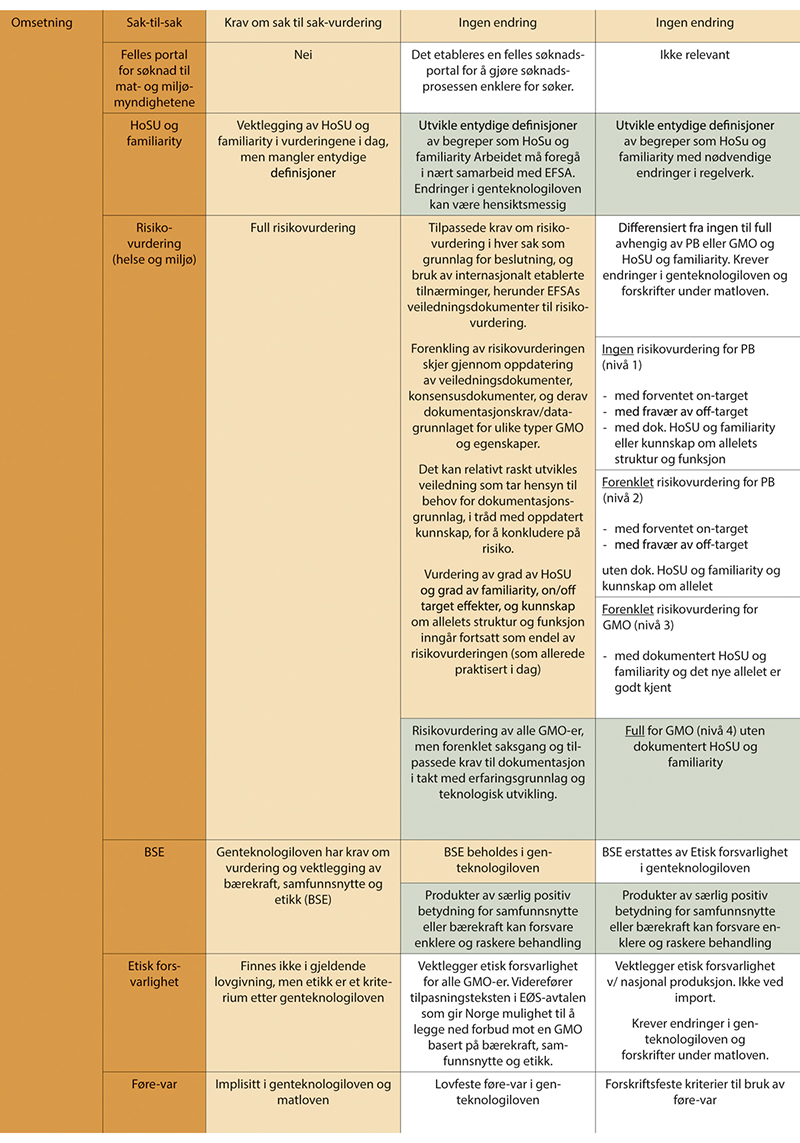 Omsetning
Sak-til-sak
Krav om sak til sak-vurdering
Ingen endring
Ingen endring
Felles portal
for søknad til
mat- og miljø-
myndighetene
Nei
Det etableres en felles søknads-
portal for å gjøre søknads-
prosessen enklere for søker.
Ikke relevant
HoSU og
familiarity
Vektlegging av HoSU og
familiarity i vurderingene i dag,
men mangler entydige
definisjoner
Utvikle entydige definisjoner
av begreper som HoSu og
familiarity Arbeidet må foregå
i nært samarbeid med EFSA.
Endringer i genteknologiloven
kan være hensiktsmessig
Utvikle entydige definisjoner
av begreper som HoSu og
familiarity med nødvendige
endringer i regelverk.
Risiko-
vurdering
(helse og miljø)
Full risikovurdering
Tilpassede krav om risiko-
vurdering i hver sak som
grunnlag for beslutning, og
bruk av internasjonalt etablerte
tilnærminger, herunder EFSAs
veiledningsdokumenter til risiko-
vurdering.
Forenkling av risikovurderingen
skjer gjennom oppdatering
av veiledningsdokumenter,
konsensusdokumenter, og derav
dokumentasjonskrav/data-
grunnlaget for ulike typer GMO
og egenskaper.
Det kan relativt raskt utvikles
veiledning som tar hensyn til
behov for dokumentasjons-
grunnlag, i tråd med oppdatert
kunnskap, for å konkludere på
risiko.
Vurdering av grad av HoSU
og grad av familiarity, on/off
target effekter, og kunnskap
om allelets struktur og funksjon
inngår fortsatt som endel av
risikovurderingen (som allerede
praktisert i dag)
Risikovurdering av alle GMO-er,
men forenklet saksgang og til-
passede krav til dokumentasjon
i takt med erfaringsgrunnlag og
teknologisk utvikling.
Differensiert fra ingen til full
avhengig av PB eller GMO og
HoSU og familiarity. Krever
endringer i genteknologiloven og
forskrifter under matloven.
Ingen risikovurdering for PB
(nivå 1)
- med forventet on-target
- med fravær av off-target
- med dok. HoSU og familiarity
eller kunnskap om allelets
struktur og funksjon
Forenklet risikovurdering for PB
(nivå 2)
- med forventet on-target
- med fravær av off-target
uten dok. HoSU og familiarity og
kunnskap om allelet
Forenklet risikovurdering for
GMO (nivå 3)
- med dokumentert HoSU og
familiarity og det nye allelet er
godt kjent
Full for GMO (nivå 4) uten
dokumentert HoSU og
familiarity
BSE
Genteknologiloven har krav om
vurdering og vektlegging av
bærekraft, samfunnsnytte og
etikk (BSE)
BSE beholdes i gen-
teknologiloven
Produkter av særlig positiv
betydning for samfunnsnytte
eller bærekraft kan forsvare
enklere og raskere behandling
BSE erstattes av Etisk forsvarlighet
i genteknologiloven
Produkter av særlig positiv
betydning for samfunnsnytte
eller bærekraft kan forsvare en-
klere og raskere behandling
Etisk fors-
varlighet
Finnes ikke i gjeldende
lovgivning, men etikk er et krite-
rium etter genteknologiloven
Vektlegger etisk forsvarlighet
for alle GMO-er. Viderefører
tilpasningsteksten i EØS-avtalen
som gir Norge mulighet til å
legge ned forbud mot en GMO
basert på bærekraft, sam-
funnsnytte og etikk.
Vektlegger etisk forsvarlighet
v/ nasjonal produksjon. Ikke ved
import.
Krever endringer i gen-
teknologiloven og
forskrifter under matloven.
Føre-var
Implisitt i genteknologiloven og
matloven
Lovfeste føre-var i gen-
teknologiloven
Forskriftsfeste kriterier til bruk av
føre-var